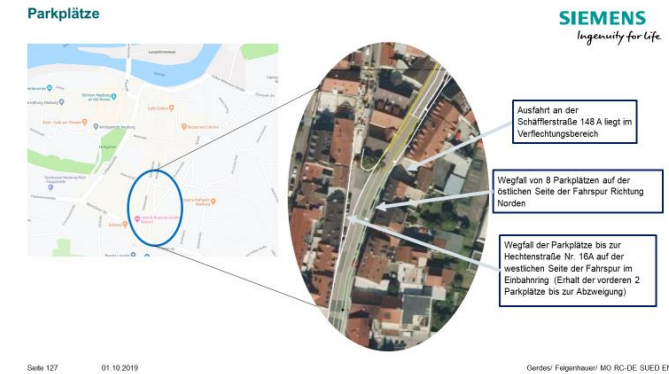 Parkplätze
SIEMENS
Ingenuity for life
Ausfahrt an der
Schäfflerstraße 148 A liegt im
Verflechtungsbereich
Wegfall von 8 Parkplätzen auf der
östlichen Seite der Fahrspur Richtung
Norden
Wegfall der Parkplätze bis zur
Hechtenstraße Nr. 16A auf der
westlichen Seite der Fahrspur im
Einbahnring (Erhalt der vorderen 2
Parkplätze bis zur Abzweigung)
Seite 127
01.10.2019
Gerdes/ Felgenhauer/ MO RC-DE SUED EN